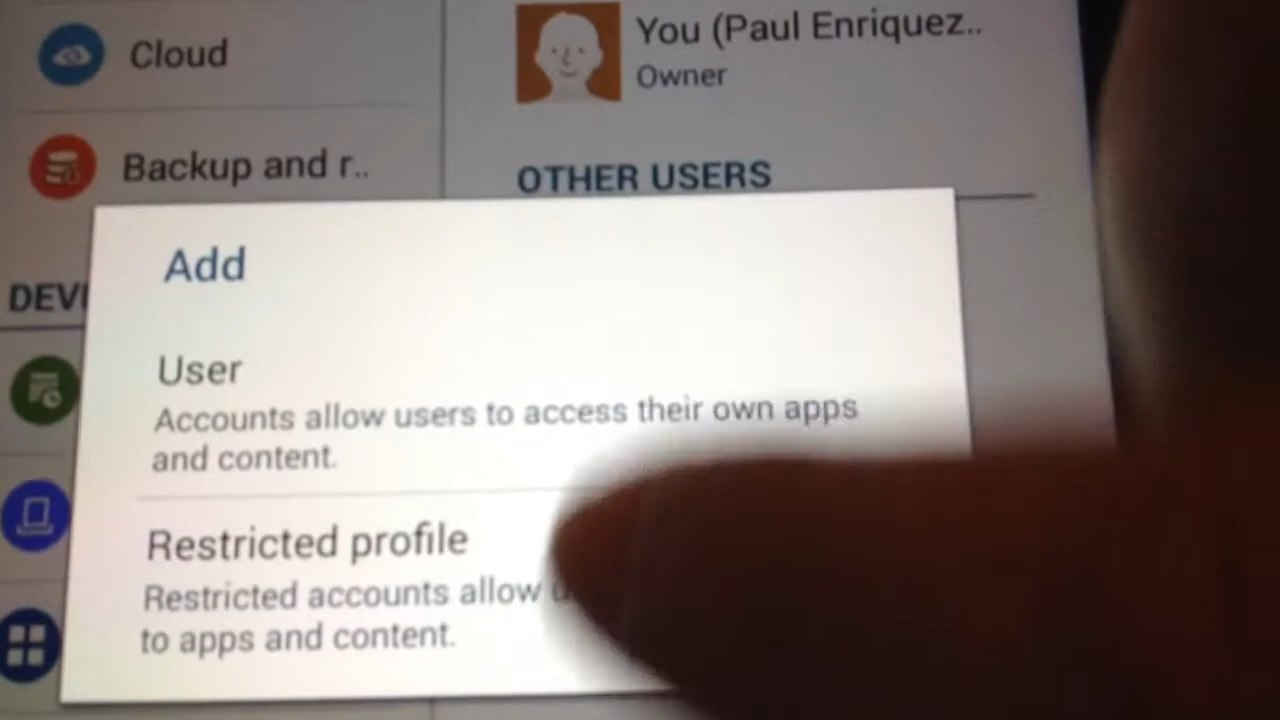 Cloud
You (Paul Enriquez..
Owner
Backup and r..
OTHER USERS
DEVI
Add
User
Accounts allow users to access their own apps
and content.
Restricted profile
Restricted accounts allow
to apps and content.